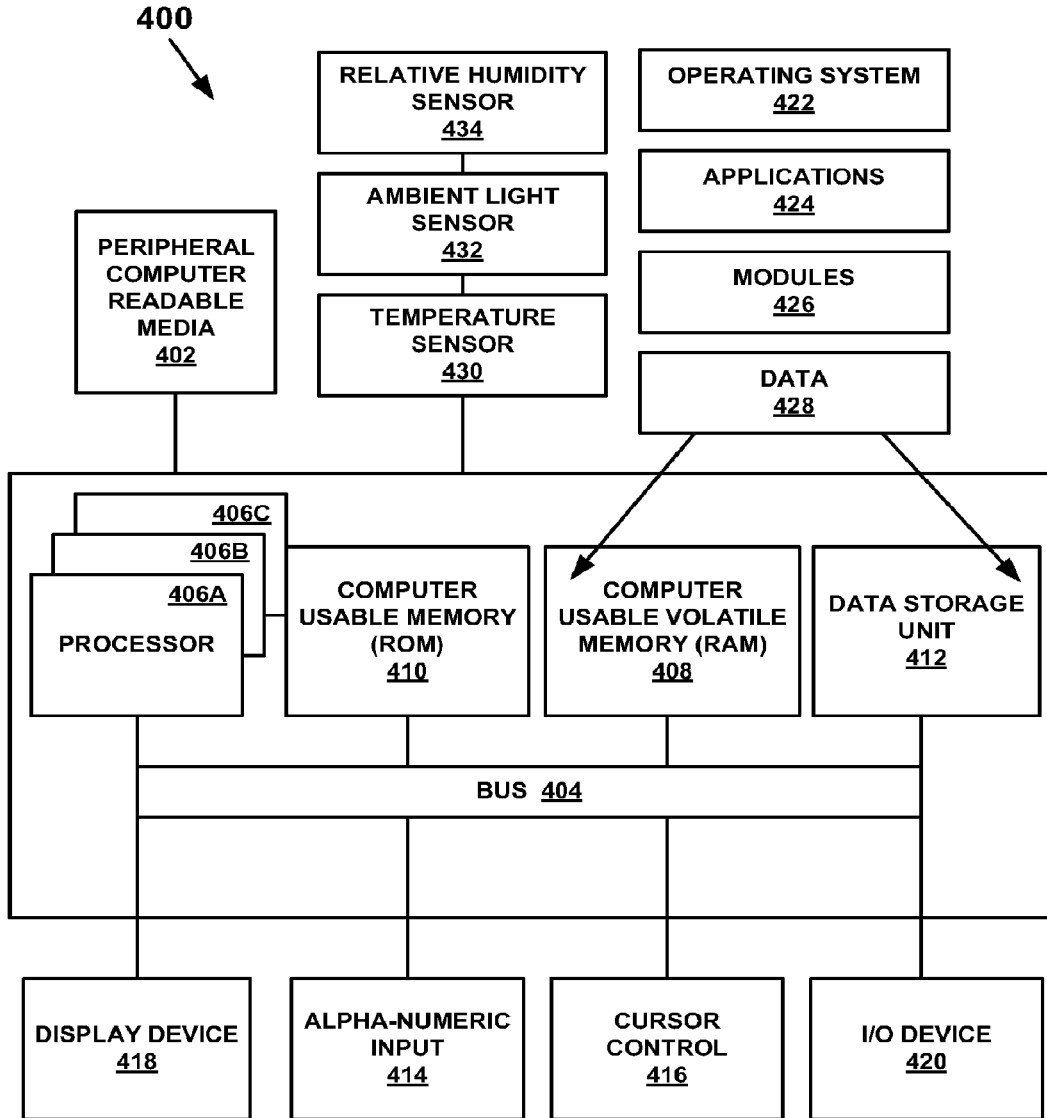 400
RELATIVE HUMIDITY
SENSOR
434
OPERATING SYSTEM
422
AMBIENT LIGHT
SENSOR
432
APPLICATIONS
424
PERIPHERAL
COMPUTER
READABLE
MEDIA
402
MODULES
426
TEMPERATURE
SENSOR
430
DATA
428
406C
406B
406A
PROCESSOR
COMPUTER
USABLE MEMORY
(ROM)
410
COMPUTER
USABLE VOLATILE
MEMORY (RAM)
408
DATA STORAGE
UNIT
412
BUS 404
DISPLAY DEVICE
418
ALPHA-NUMERIC
INPUT
414
CURSOR
CONTROL
416
I/O DEVICE
420